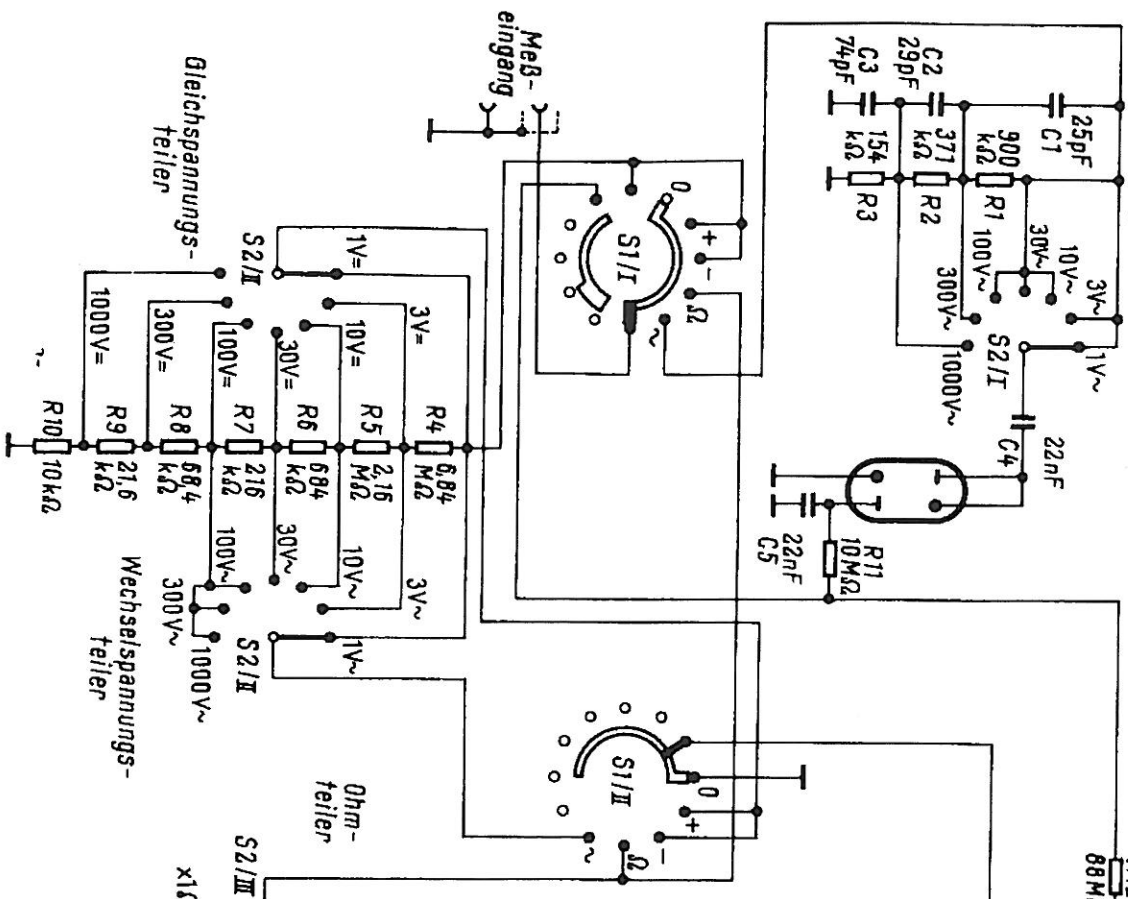 Meß-
eingang
Gleichspannungs-
teiler
C3
74pF
C2
29pF
25pF
C1
154
kΩ
R3
371
kΩ
R2
900
kΩ
R1
3V~
10V~
30V~
100V~
300V~
1000V~
1V~
S2/I
22nF
C4
R11
10MΩ
22nF
C5
0
+
-
Ω
~
S1/I
S2/II
1V=
3V=
10V=
30V=
100V=
300V=
1000V=
R4
6,84
MΩ
R5
2,16
MΩ
R6
684
kΩ
R7
216
kΩ
R8
68,4
kΩ
R9
21,6
kΩ
R10
10kΩ
1V~
3V~
10V~
30V~
100V~
300V~
1000V~
S2/II
Wechselspannungs-
teiler
S1/II
0
+
-
Ω
~
Ohm-
teiler
S2/III
88M